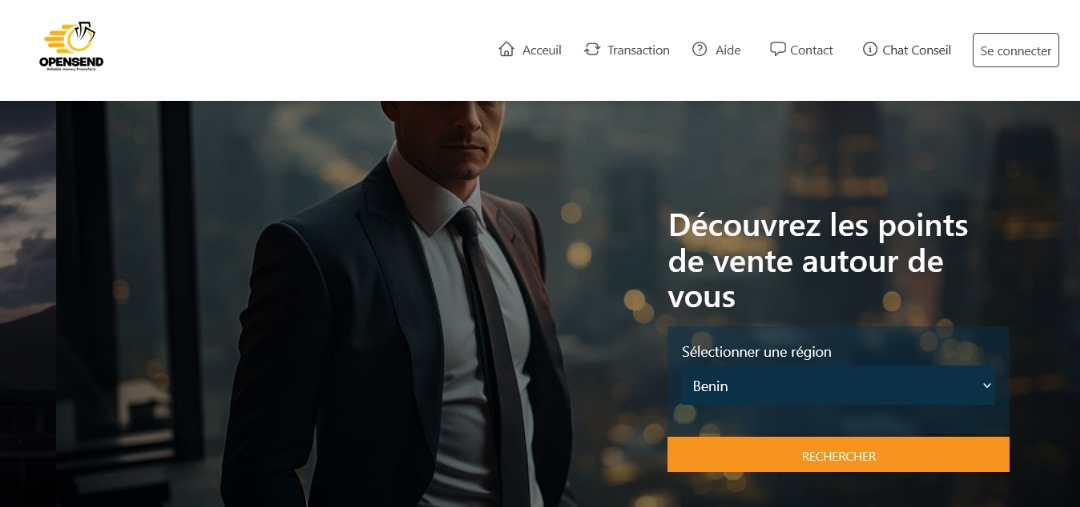 OPENSEND
Reliable money transfers
Acceuil
Transaction
Aide
Contact
Chat Conseil
Se connecter
Découvrez les points
de vente autour de
vous
Sélectionner une région
Benin
RECHERCHER